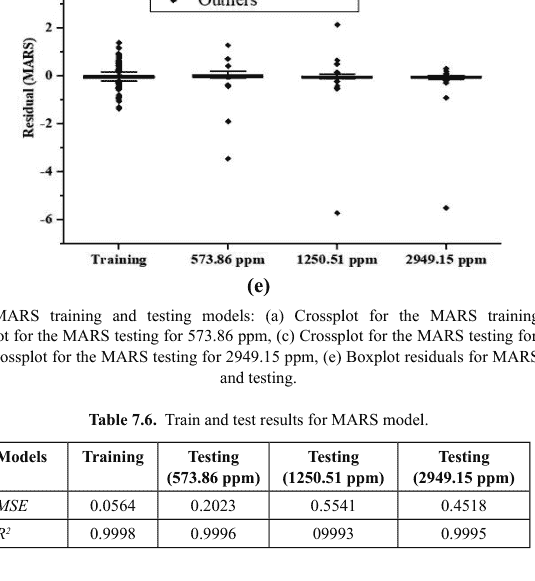 Outliers
2
0
-2
-4
-6
Residual (MARS)
Training 573.86 ppm 1250.51 ppm 2949.15 ppm
(e)
MARS training and testing models: (a) Crossplot for the MARS training
ot for the MARS testing for 573.86 ppm, (c) Crossplot for the MARS testing for
ossplot for the MARS testing for 2949.15 ppm, (e) Boxplot residuals for MARS
and testing.
Table 7.6. Train and test results for MARS model.
Models Training Testing Testing Testing
(573.86 ppm) (1250.51 ppm) (2949.15 ppm)
MSE 0.0564 0.2023 0.5541 0.4518
R² 0.9998 0.9996 09993 0.9995